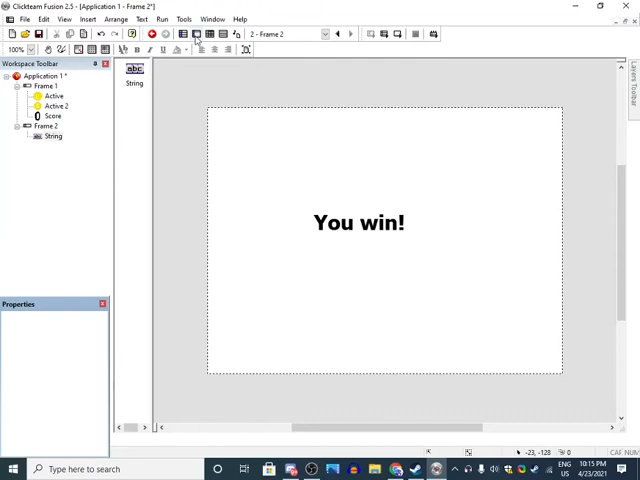 Clickteam Fusion 2.5 - [Application 1 - Frame 2*]
File Edit View Insert Arrange Text Run Tools Window Help
2 - Frame 2
100%
Workspace Toolbar
Application 1 *
Frame 1
Active
Active 2
Score
Frame 2
String
Properties
abc
String
You win!
Layers Toolbar
-23, -128
0
CAP NUM
Type here to search
ENG
US
10:15 PM
4/23/2021